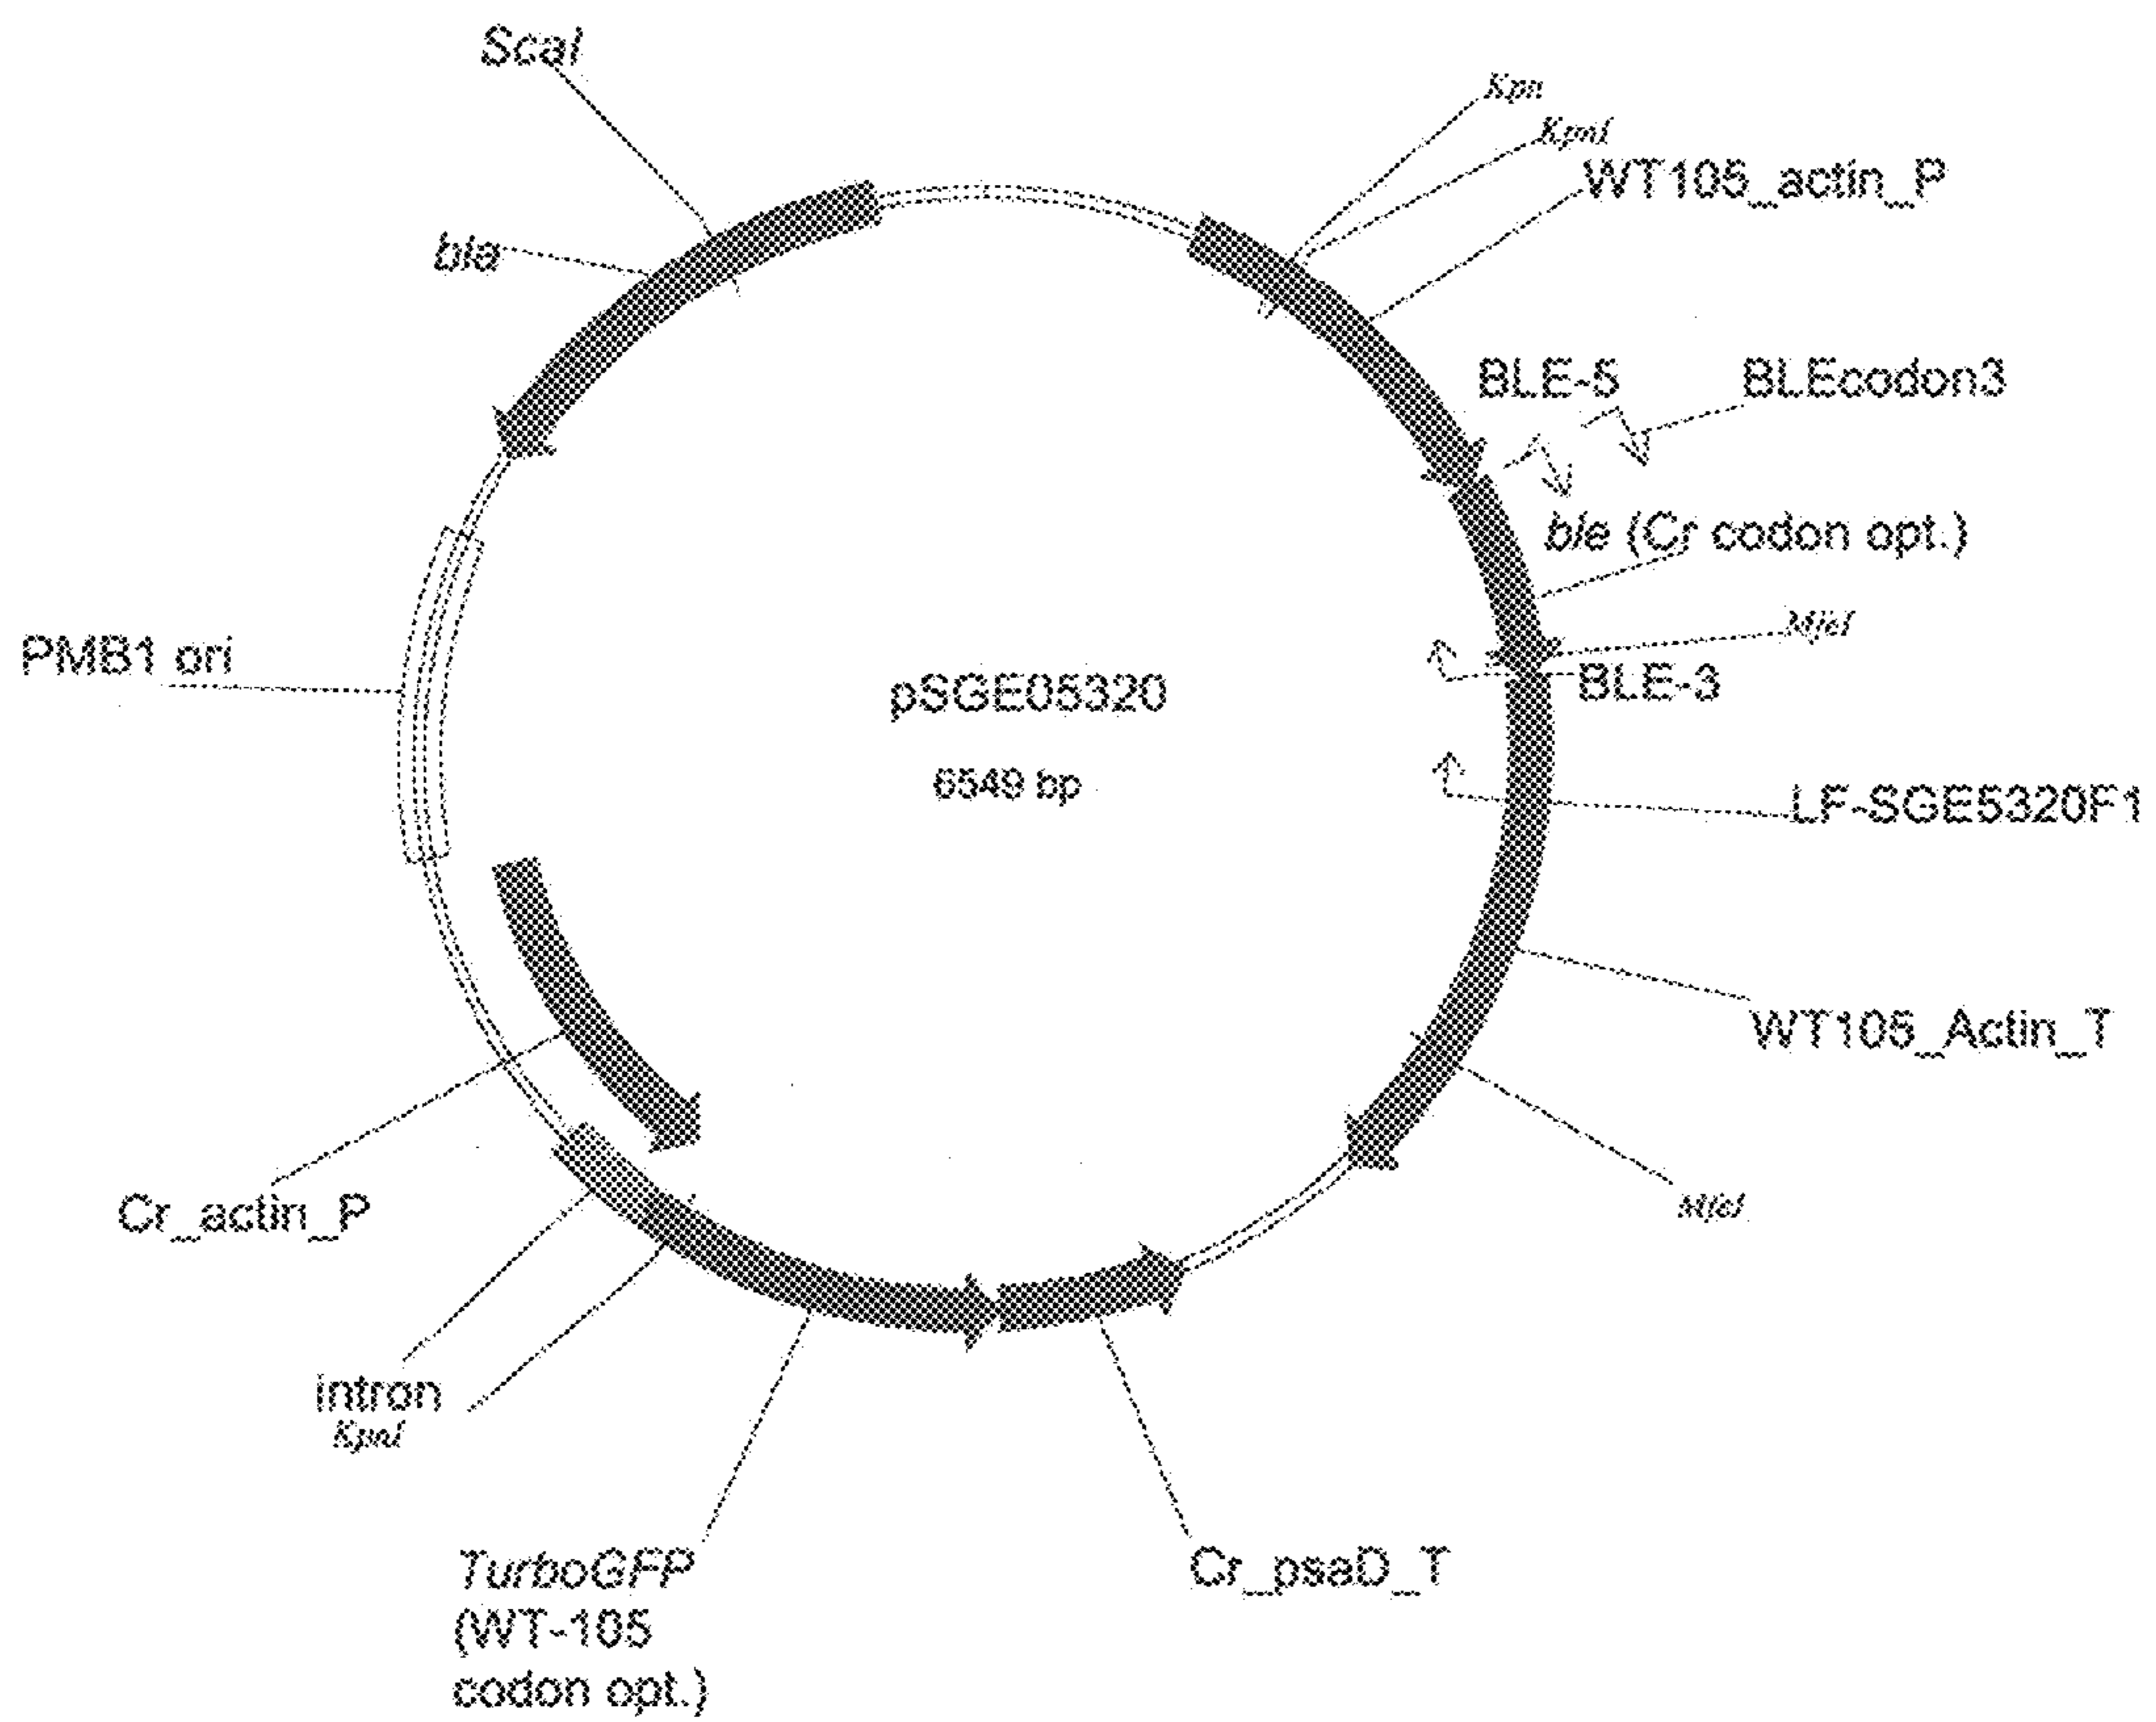 ScaI
Kpn
KpnI
WT105_actin_P
bla
BLE-5
BLEcodon3
ble (Cr codon opt.)
MfeI
PMB1 ori
BLE-3
pSGE05320
6549 bp
LF-SGE5320F1
WT105_Actin_T
Cr_actin_P
MfeI
intron
KpnI
TurboGFP
(WT-105
codon opt.)
Cr_psaD_T